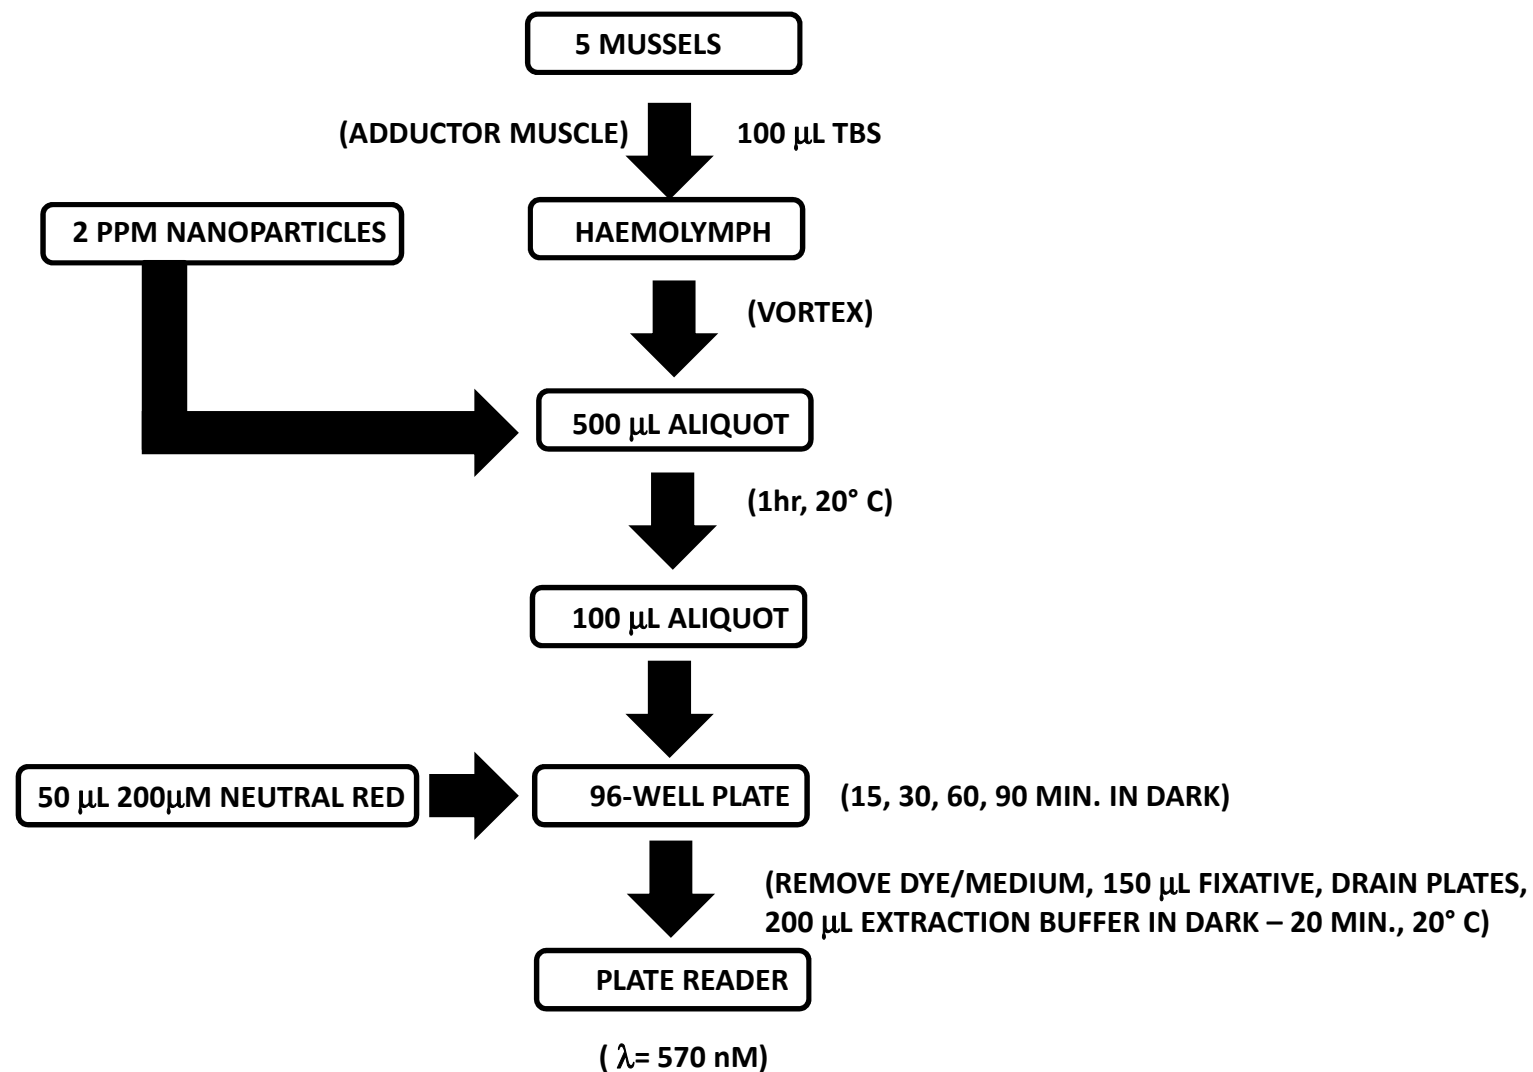 5 MUSSELS
(ADDUCTOR MUSCLE) 100 μL TBS
2 PPM NANOPARTICLES
HAEMOLYMPH
(VORTEX)
500 μL ALIQUOT
(1hr, 20° C)
100 μL ALIQUOT
50 μL 200μM NEUTRAL RED
96-WELL PLATE
(15, 30, 60, 90 MIN. IN DARK)
(REMOVE DYE/MEDIUM, 150 μL FIXATIVE, DRAIN PLATES,
200 μL EXTRACTION BUFFER IN DARK – 20 MIN., 20° C)
PLATE READER
( λ= 570 nM)